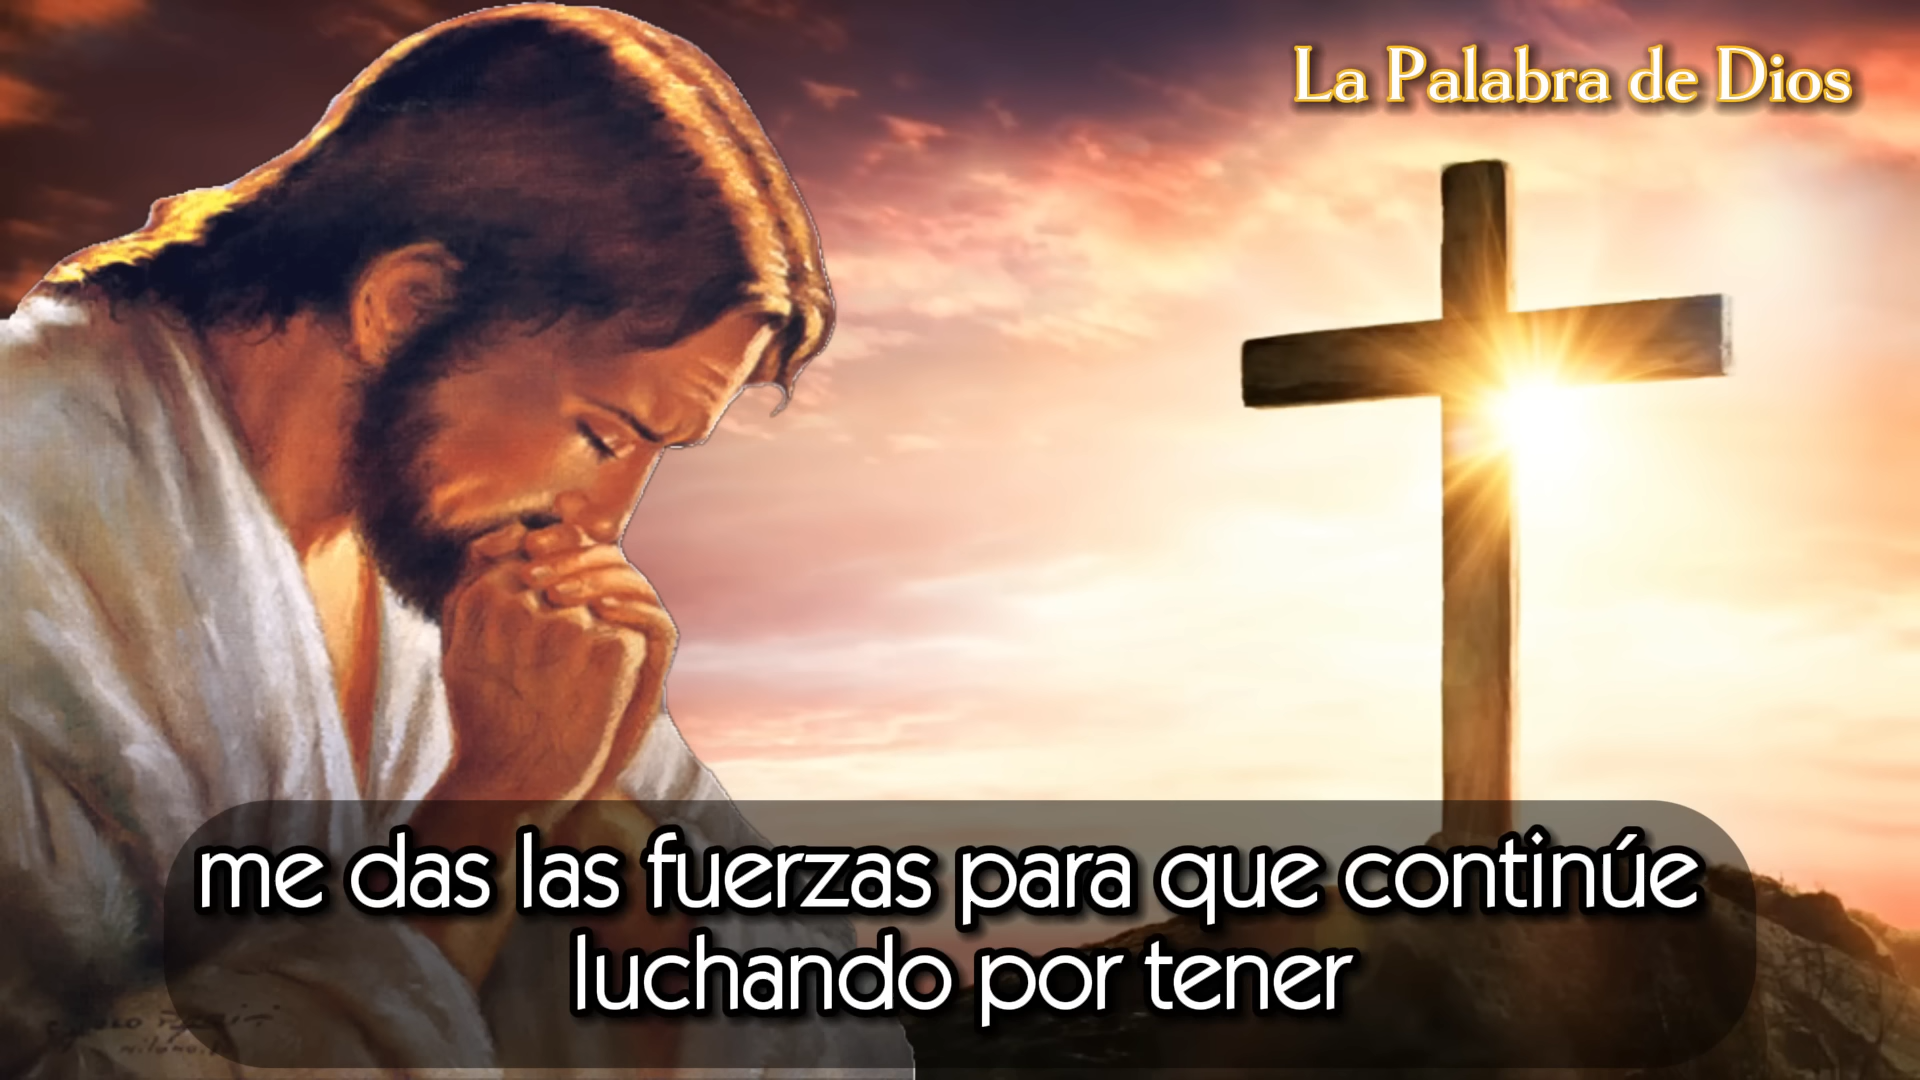 La Palabra de Dios
me das las fuerzas para que continúe
luchando por tener